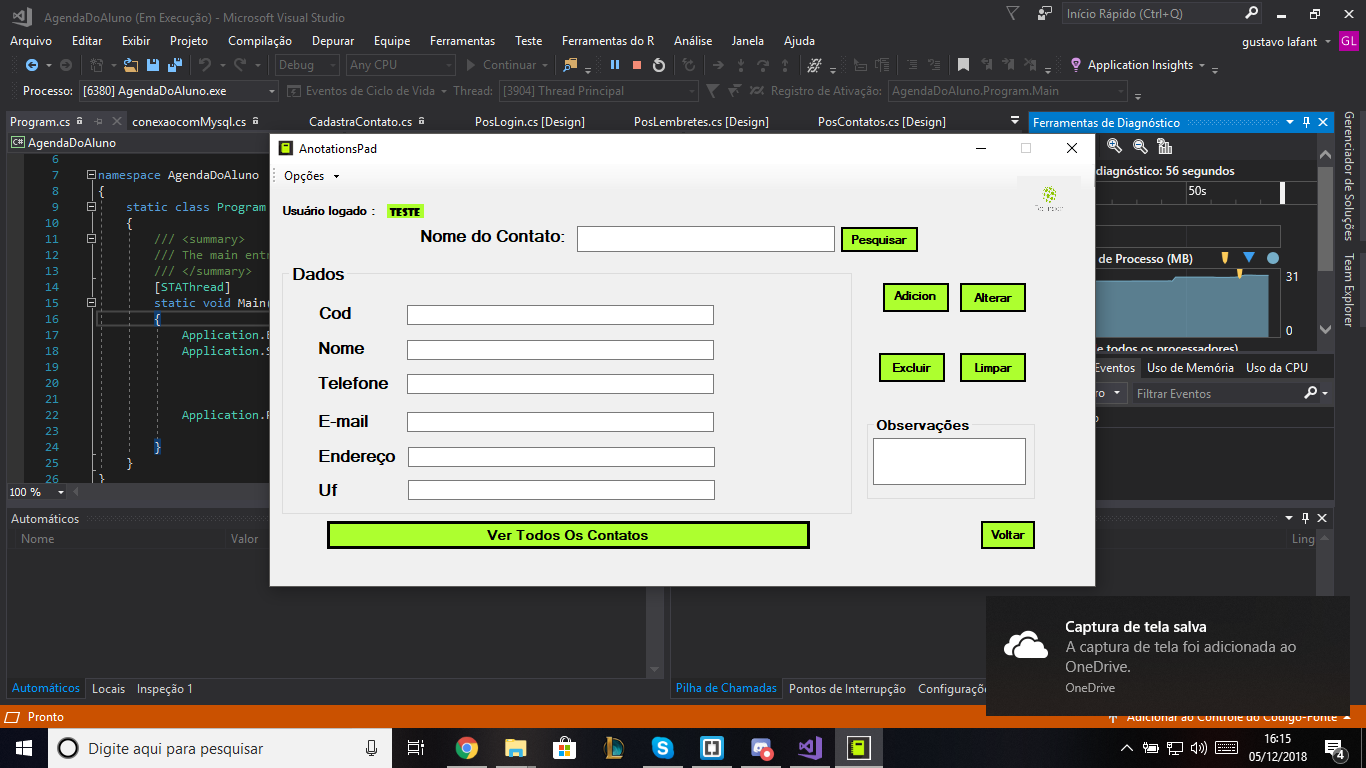 AgendaDoAluno (Em Execução) - Microsoft Visual Studio
Início Rápido (Ctrl+Q)
Arquivo Editar Exibir Projeto Compilação Depurar Equipe Ferramentas Teste Ferramentas do R Análise Janela Ajuda
gustavo lafant GL
Debug Any CPU Continuar Application Insights
Processo: [6380] AgendaDoAluno.exe Eventos de Ciclo de Vida Thread: [3904] Thread Principal Registro de Ativação: AgendaDoAluno.Program.Main
Program.cs conexaocomMysql.cs CadastraContato.cs PosLogin.cs [Design] PosLembretes.cs [Design] PosContatos.cs [Design]
Ferramentas de Diagnóstico
C# AgendaDoAluno
6
7 namespace AgendaDoAluno
8 {
9 static class Program
10 {
11 /// <summary>
12 /// The main entr
13 /// </summary>
14 [STAThread]
15 static void Main
16 {
17 Application.E
18 Application.S
19
20
21
22 Application.R
23
24 }
25 }
26 }
100 %
AnotationsPad
Opções
Usuário logado : TESTE
Nome do Contato:
Pesquisar
Dados
Cod
Nome
Telefone
E-mail
Endereço
Uf
Adicion
Alterar
Excluir
Limpar
Observações
Ver Todos Os Contatos
Voltar
diagnóstico: 56 segundos
50s
de Processo (MB)
31
0
e todos os processadores)
Eventos Uso de Memória Uso da CPU
ro Filtrar Eventos
o
Gerenciador de Soluções
Team Explorer
Automáticos
Nome Valor
Ling
Automáticos Locais Inspeção 1
Pilha de Chamadas Pontos de Interrupção Configuraçõe
Captura de tela salva
A captura de tela foi adicionada ao
OneDrive.
OneDrive
Pronto
Adicionar ao Controle do Código-Fonte
Digite aqui para pesquisar
16:15
05/12/2018
4